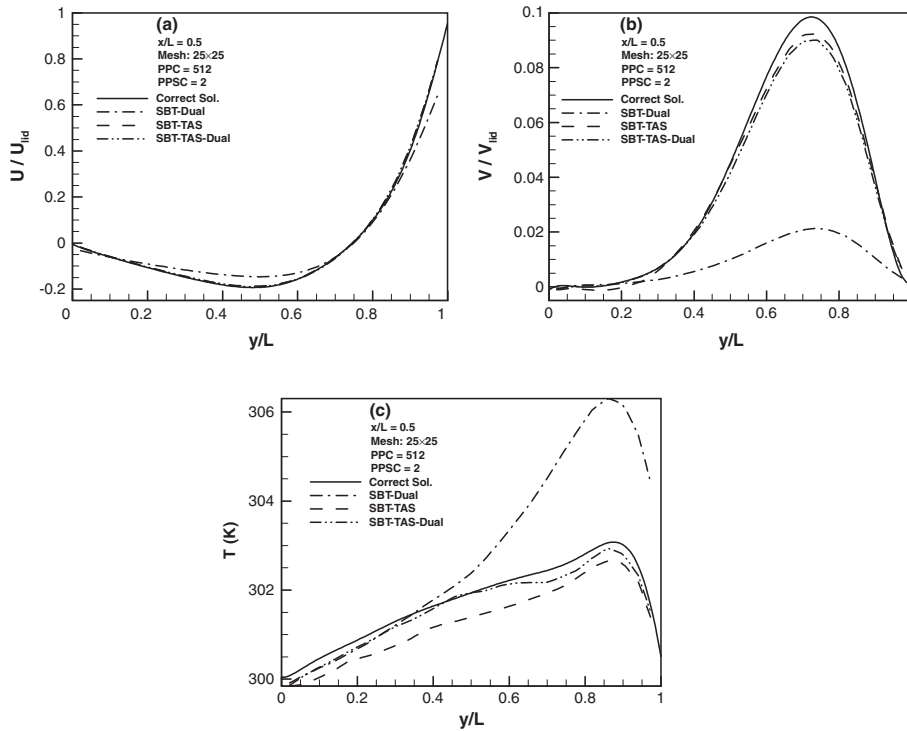 (a)
x/L = 0.5
Mesh: 25×25
PPC = 512
PPSC = 2
Correct Sol.
SBT-Dual
SBT-TAS
SBT-TAS-Dual
U / U_lid
1
0.8
0.6
0.4
0.2
0
-0.2
0
0.2
0.4
0.6
0.8
1
y/L
(b)
x/L = 0.5
Mesh: 25×25
PPC = 512
PPSC = 2
Correct Sol.
SBT-Dual
SBT-TAS
SBT-TAS-Dual
V / V_lid
0.1
0.08
0.06
0.04
0.02
0
0
0.2
0.4
0.6
0.8
y/L
(c)
x/L = 0.5
Mesh: 25×25
PPC = 512
PPSC = 2
Correct Sol.
SBT-Dual
SBT-TAS
SBT-TAS-Dual
T (K)
306
304
302
300
0
0.2
0.4
0.6
0.8
1
y/L